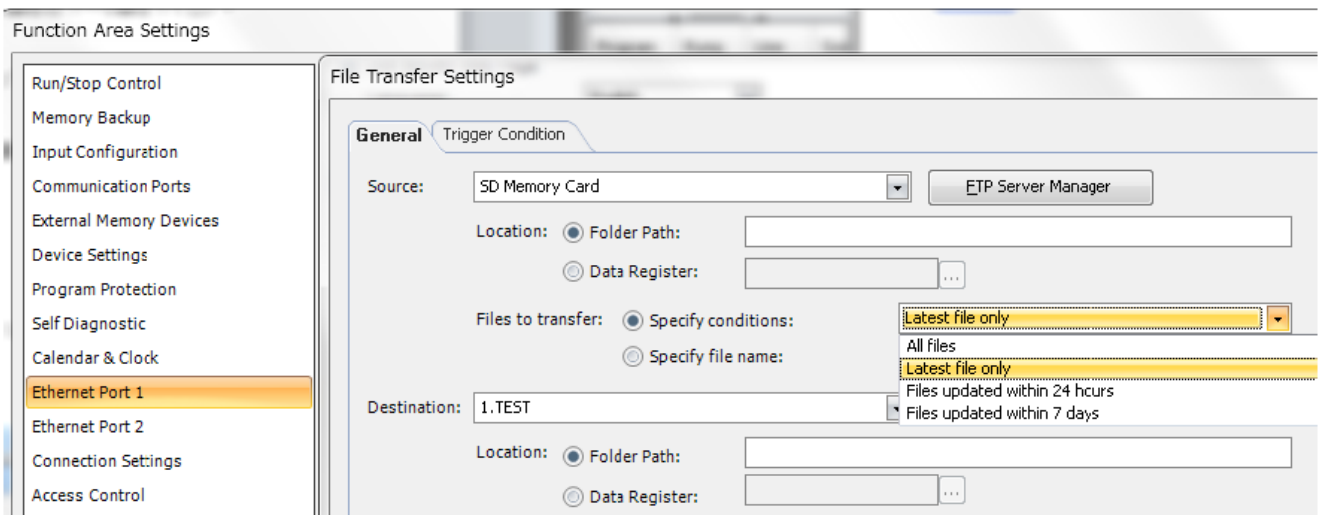 Function Area Settings
Run/Stop Control
Memory Backup
Input Configuration
Communication Ports
External Memory Devices
Device Settings
Program Protection
Self Diagnostic
Calendar & Clock
Ethernet Port 1
Ethernet Port 2
Connection Settings
Access Control
File Transfer Settings
General Trigger Condition
Source: SD Memory Card FTP Server Manager
Location: Folder Path:
Data Register: ...
Files to transfer: Specify conditions: Latest file only
All files
Latest file only
Files updated within 24 hours
Files updated within 7 days
Specify file name:
Destination: 1.TEST
Location: Folder Path:
Data Register: ...